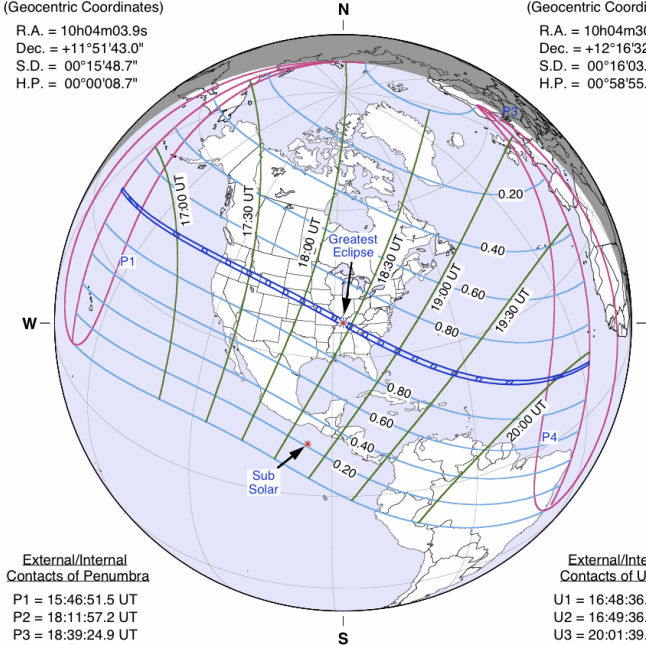 (Geocentric Coordinates)
R.A. = 10h04m03.9s
Dec. = +11°51'43.0"
S.D. = 00°15'48.7"
H.P. = 00°00'08.7"
N
(Geocentric Coordi
R.A. = 10h04m30
Dec. = +12°16'32
S.D. = 00°16'03.
H.P. = 00°58'55.
P3
17:00 UT
17:30 UT
18:00 UT
18:30 UT
19:00 UT
19:30 UT
20:00 UT
0.20
0.40
0.60
0.80
Greatest
Eclipse
P1
W
0.80
0.60
0.40
0.20
P4
Sub
Solar
External/Internal
Contacts of Penumbra
P1 = 15:46:51.5 UT
P2 = 18:11:57.2 UT
P3 = 18:39:24.9 UT
S
External/Inte
Contacts of U
U1 = 16:48:36.
U2 = 16:49:36.
U3 = 20:01:39.